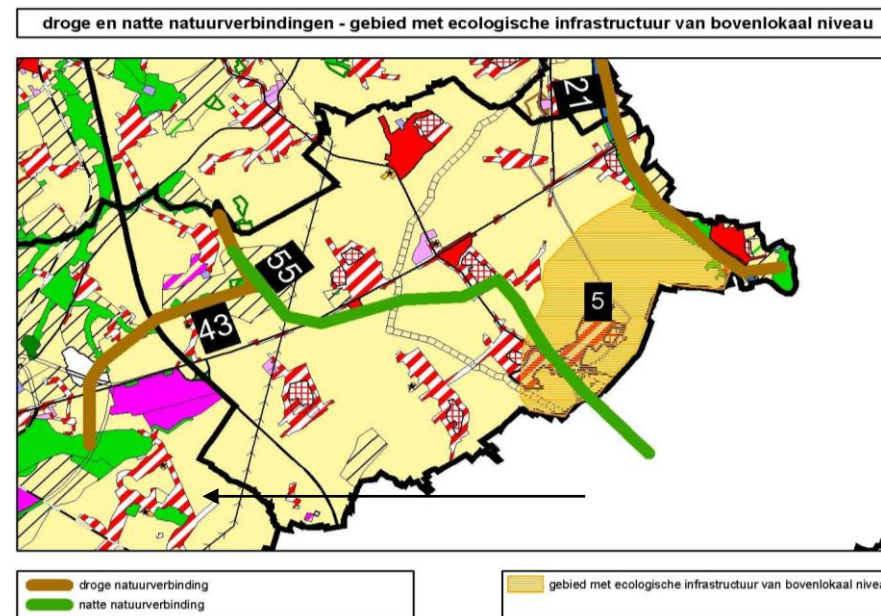 droge en natte natuurverbindingen - gebied met ecologische infrastructuur van bovenlokaal niveau
21
55
43
5
droge natuurverbinding
natte natuurverbinding
gebied met ecologische infrastructuur van bovenlokaal nivea